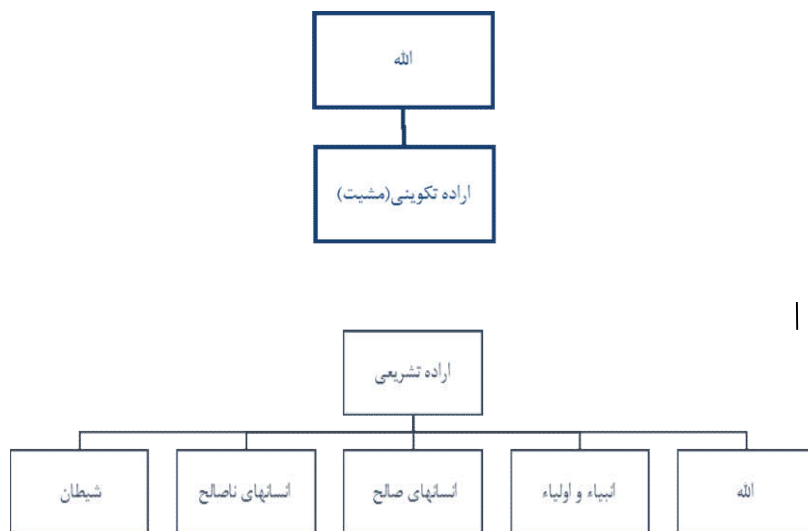 الله
اراده تکوینی(مشیت)
اراده تشریعی
الله
انبیاء و اولیاء
انسانهای صالح
انسانهای ناصالح
شیطان